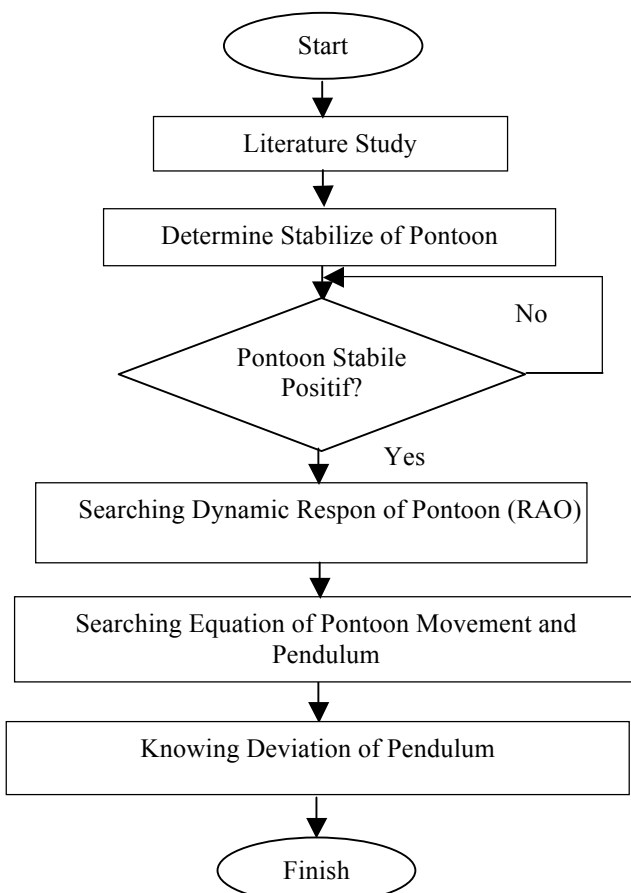 Start
Literature Study
Determine Stabilize of Pontoon
No
Pontoon Stabile
Positif?
Yes
Searching Dynamic Respon of Pontoon (RAO)
Searching Equation of Pontoon Movement and
Pendulum
Knowing Deviation of Pendulum
Finish